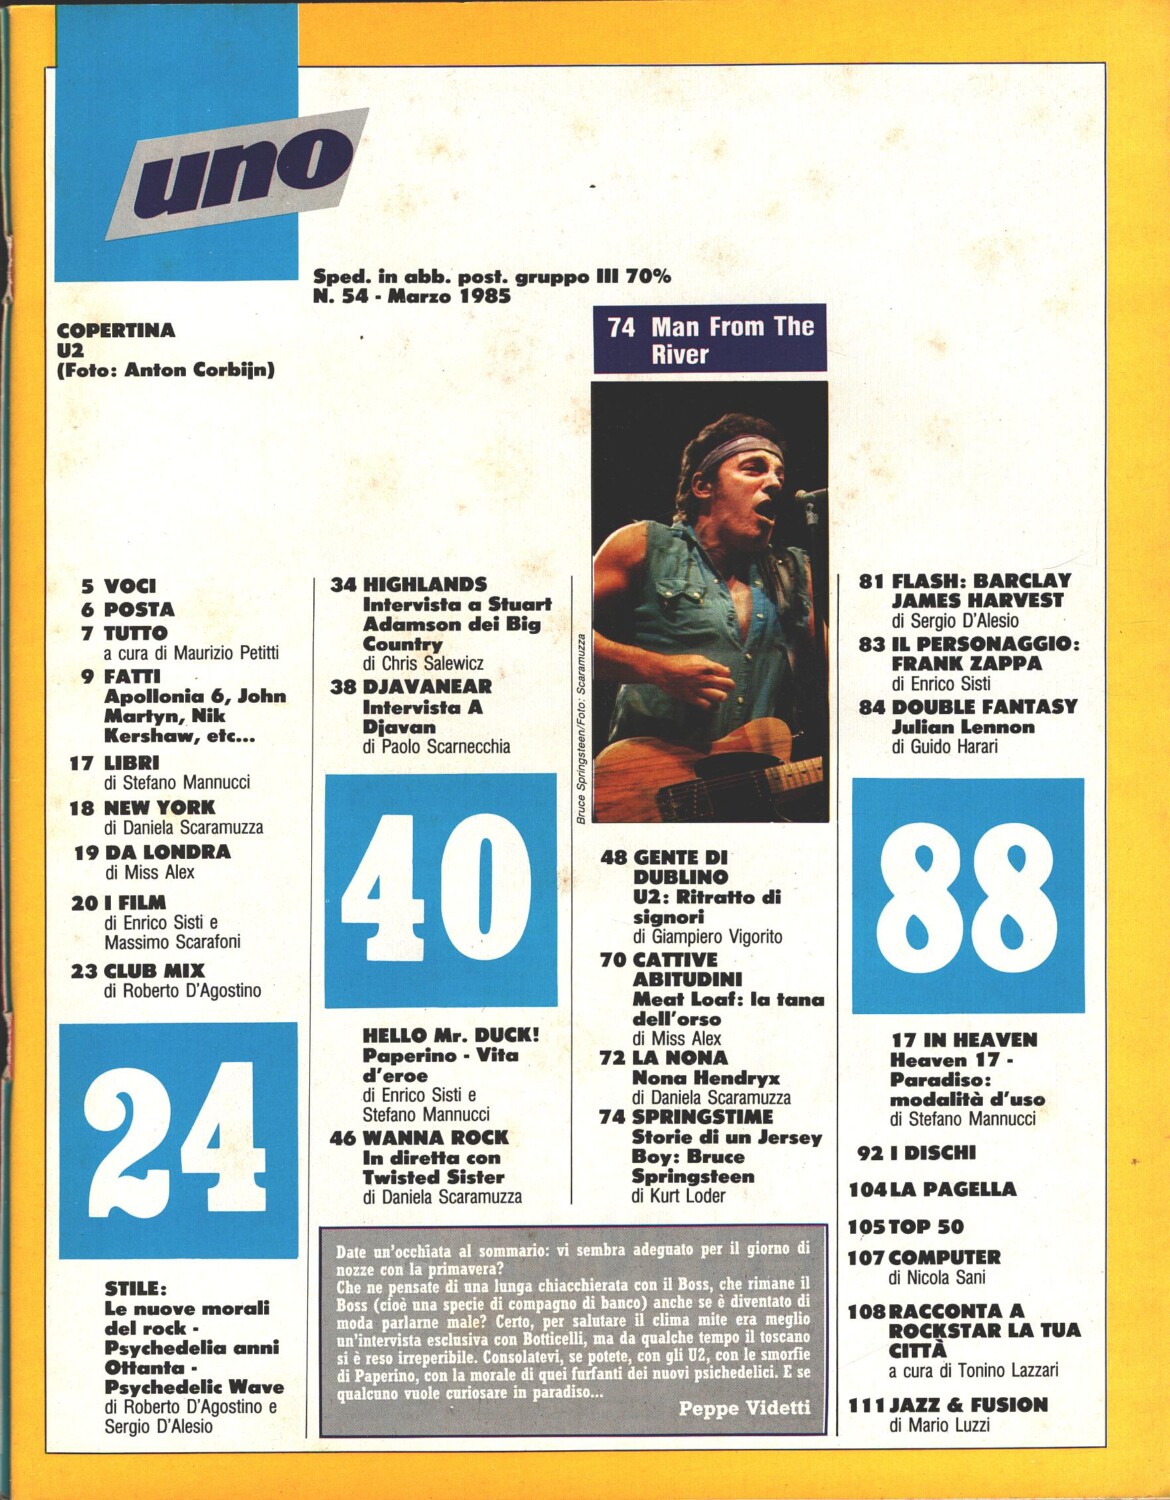 uno
Sped. in abb. post. gruppo III 70%
N. 54 - Marzo 1985
COPERTINA
U2
(Foto: Anton Corbijn)
74 Man From The
River
Bruce Springsteen/Foto: Scaramuzza
5 VOCI
6 POSTA
7 TUTTO
a cura di Maurizio Petitti
9 FATTI
Apollonia 6, John
Martyn, Nik
Kershaw, etc...
17 LIBRI
di Stefano Mannucci
18 NEW YORK
di Daniela Scaramuzza
19 DA LONDRA
di Miss Alex
20 I FILM
di Enrico Sisti e
Massimo Scarafoni
23 CLUB MIX
di Roberto D'Agostino
24
STILE:
Le nuove morali
del rock -
Psychedelia anni
Ottanta -
Psychedelic Wave
di Roberto D'Agostino e
Sergio D'Alesio
34 HIGHLANDS
Intervista a Stuart
Adamson dei Big
Country
di Chris Salewicz
38 DJAVANEAR
Intervista A
Djavan
di Paolo Scarnecchia
40
HELLO Mr. DUCK!
Paperino - Vita
d'eroe
di Enrico Sisti e
Stefano Mannucci
46 WANNA ROCK
In diretta con
Twisted Sister
di Daniela Scaramuzza
48 GENTE DI
DUBLINO
U2: Ritratto di
signori
di Giampiero Vigorito
70 CATTIVE
ABITUDINI
Meat Loaf: la tana
dell'orso
di Miss Alex
72 LA NONA
Nona Hendryx
di Daniela Scaramuzza
74 SPRINGSTIME
Storie di un Jersey
Boy: Bruce
Springsteen
di Kurt Loder
81 FLASH: BARCLAY
JAMES HARVEST
di Sergio D'Alesio
83 IL PERSONAGGIO:
FRANK ZAPPA
di Enrico Sisti
84 DOUBLE FANTASY
Julian Lennon
di Guido Harari
88
17 IN HEAVEN
Heaven 17 -
Paradiso:
modalità d'uso
di Stefano Mannucci
92 I DISCHI
104 LA PAGELLA
105 TOP 50
107 COMPUTER
di Nicola Sani
108 RACCONTA A
ROCKSTAR LA TUA
CITTÀ
a cura di Tonino Lazzari
111 JAZZ & FUSION
di Mario Luzzi
Date un'occhiata al sommario: vi sembra adeguato per il giorno di
nozze con la primavera?
Che ne pensate di una lunga chiacchierata con il Boss, che rimane il
Boss (cioè una specie di compagno di banco) anche se è diventato di
moda parlarne male? Certo, per salutare il clima mite era meglio
un'intervista esclusiva con Botticelli, ma da qualche tempo il toscano
si è reso irreperibile. Consolatevi, se potete, con gli U2, con le smorfie
di Paperino, con la morale di quei furfanti dei nuovi psichedelici. E se
qualcuno vuole curiosare in paradiso...
Peppe Videtti